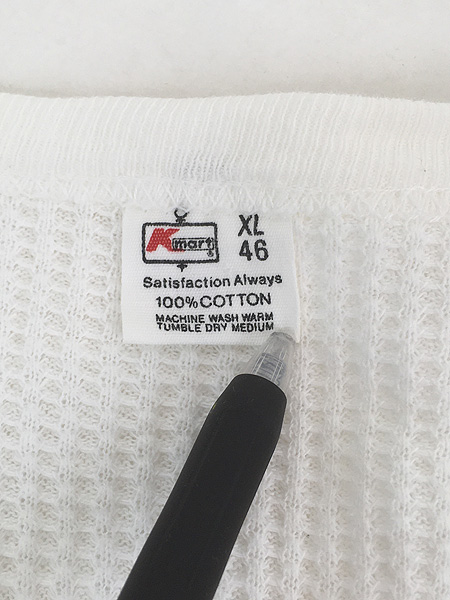 Kmart®
XL
46
Satisfaction Always
100% COTTON
MACHINE WASH WARM
TUMBLE DRY MEDIUM